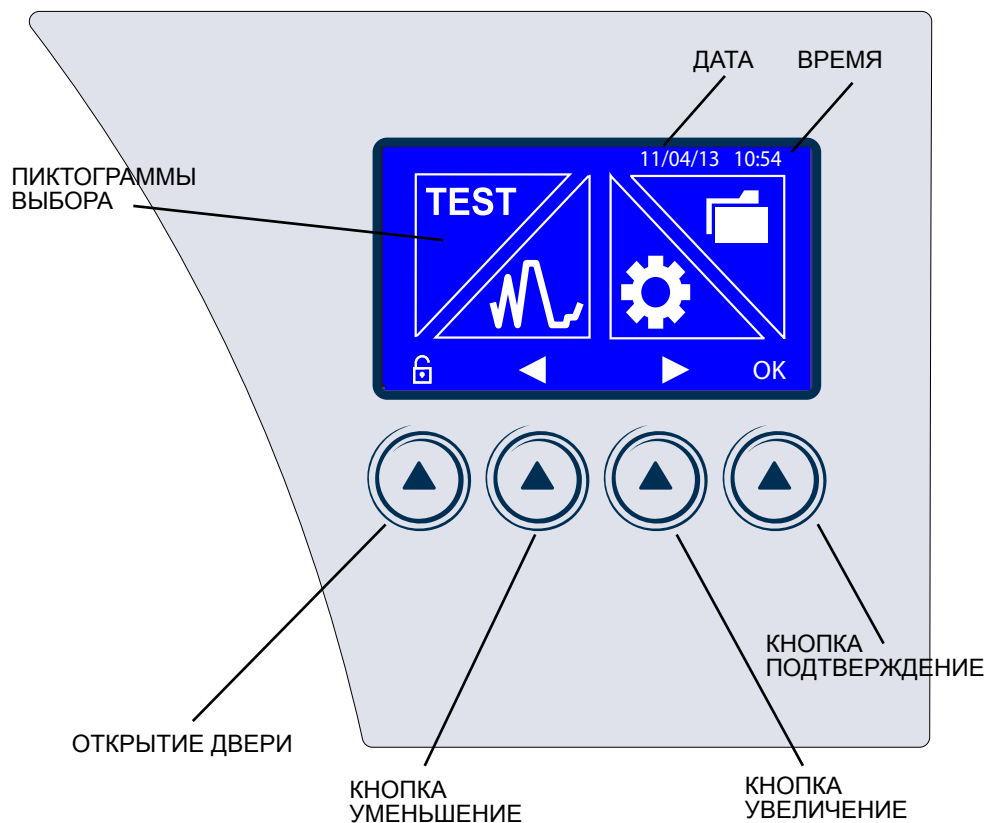 ДАТА ВРЕМЯ
11/04/13 10:54
ПИКТОГРАММЫ
ВЫБОРА
TEST
OK
КНОПКА
ПОДТВЕРЖДЕНИЕ
ОТКРЫТИЕ ДВЕРИ
КНОПКА
УМЕНЬШЕНИЕ
КНОПКА
УВЕЛИЧЕНИЕ